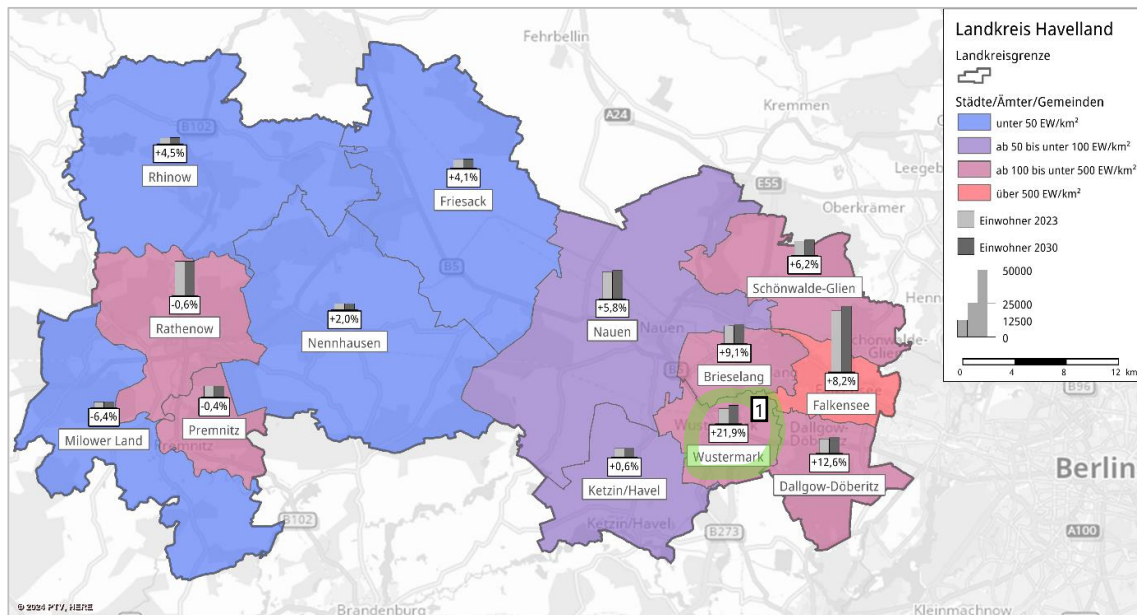 Landkreis Havelland
Landkreisgrenze
Städte/Ämter/Gemeinden
unter 50 EW/km²
ab 50 bis unter 100 EW/km²
ab 100 bis unter 500 EW/km²
über 500 EW/km²
Einwohner 2023
Einwohner 2030
50000
25000
12500
0
0 4 8 12
km
Fehrbellin
A24
Kremmen
B102
+4,5%
Rhinow
+4,1%
Friesack
E55
Oberkrämer
+6,2%
Schönwalde-Glien
B5
-0,6%
Rathenow
+2,0%
Nennhausen
+5,8%
Nauen
Nauen
+9,1%
Brieselang
+8,2%
Falkensee
B96
-6,4%
Milower Land
-0,4%
Premnitz
Premnitz
1
+21,9%
Wustermark
Dallgow-
Döberitz
+12,6%
Dallgow-Döberitz
+0,6%
Ketzin/Havel
Ketzin/Havel
Berlin
B102
B273
A100
© 2024 PTV, HERE
Brandenburg
Kleinmachnow